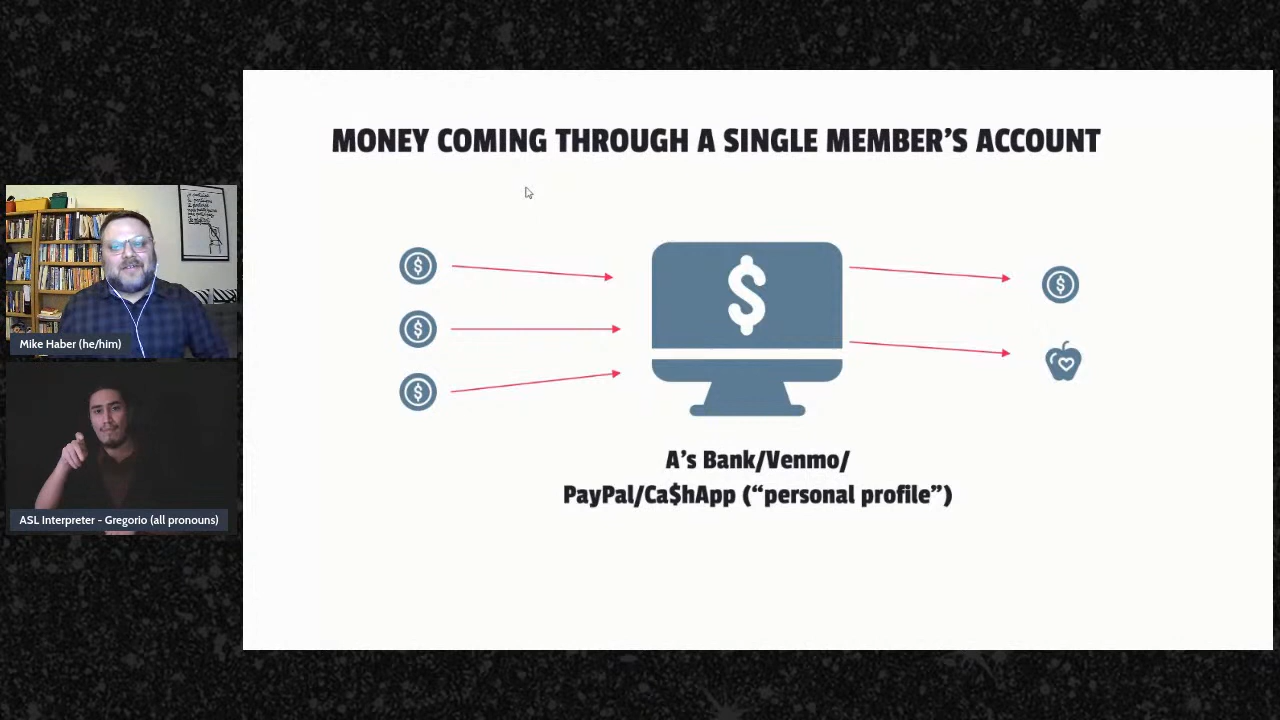 MONEY COMING THROUGH A SINGLE MEMBER’S ACCOUNT
$
$
$
$
$
A’s Bank/Venmo/
PayPal/Ca$hApp (“personal profile”)
Mike Haber (he/him)
ASL Interpreter - Gregorio (all pronouns)